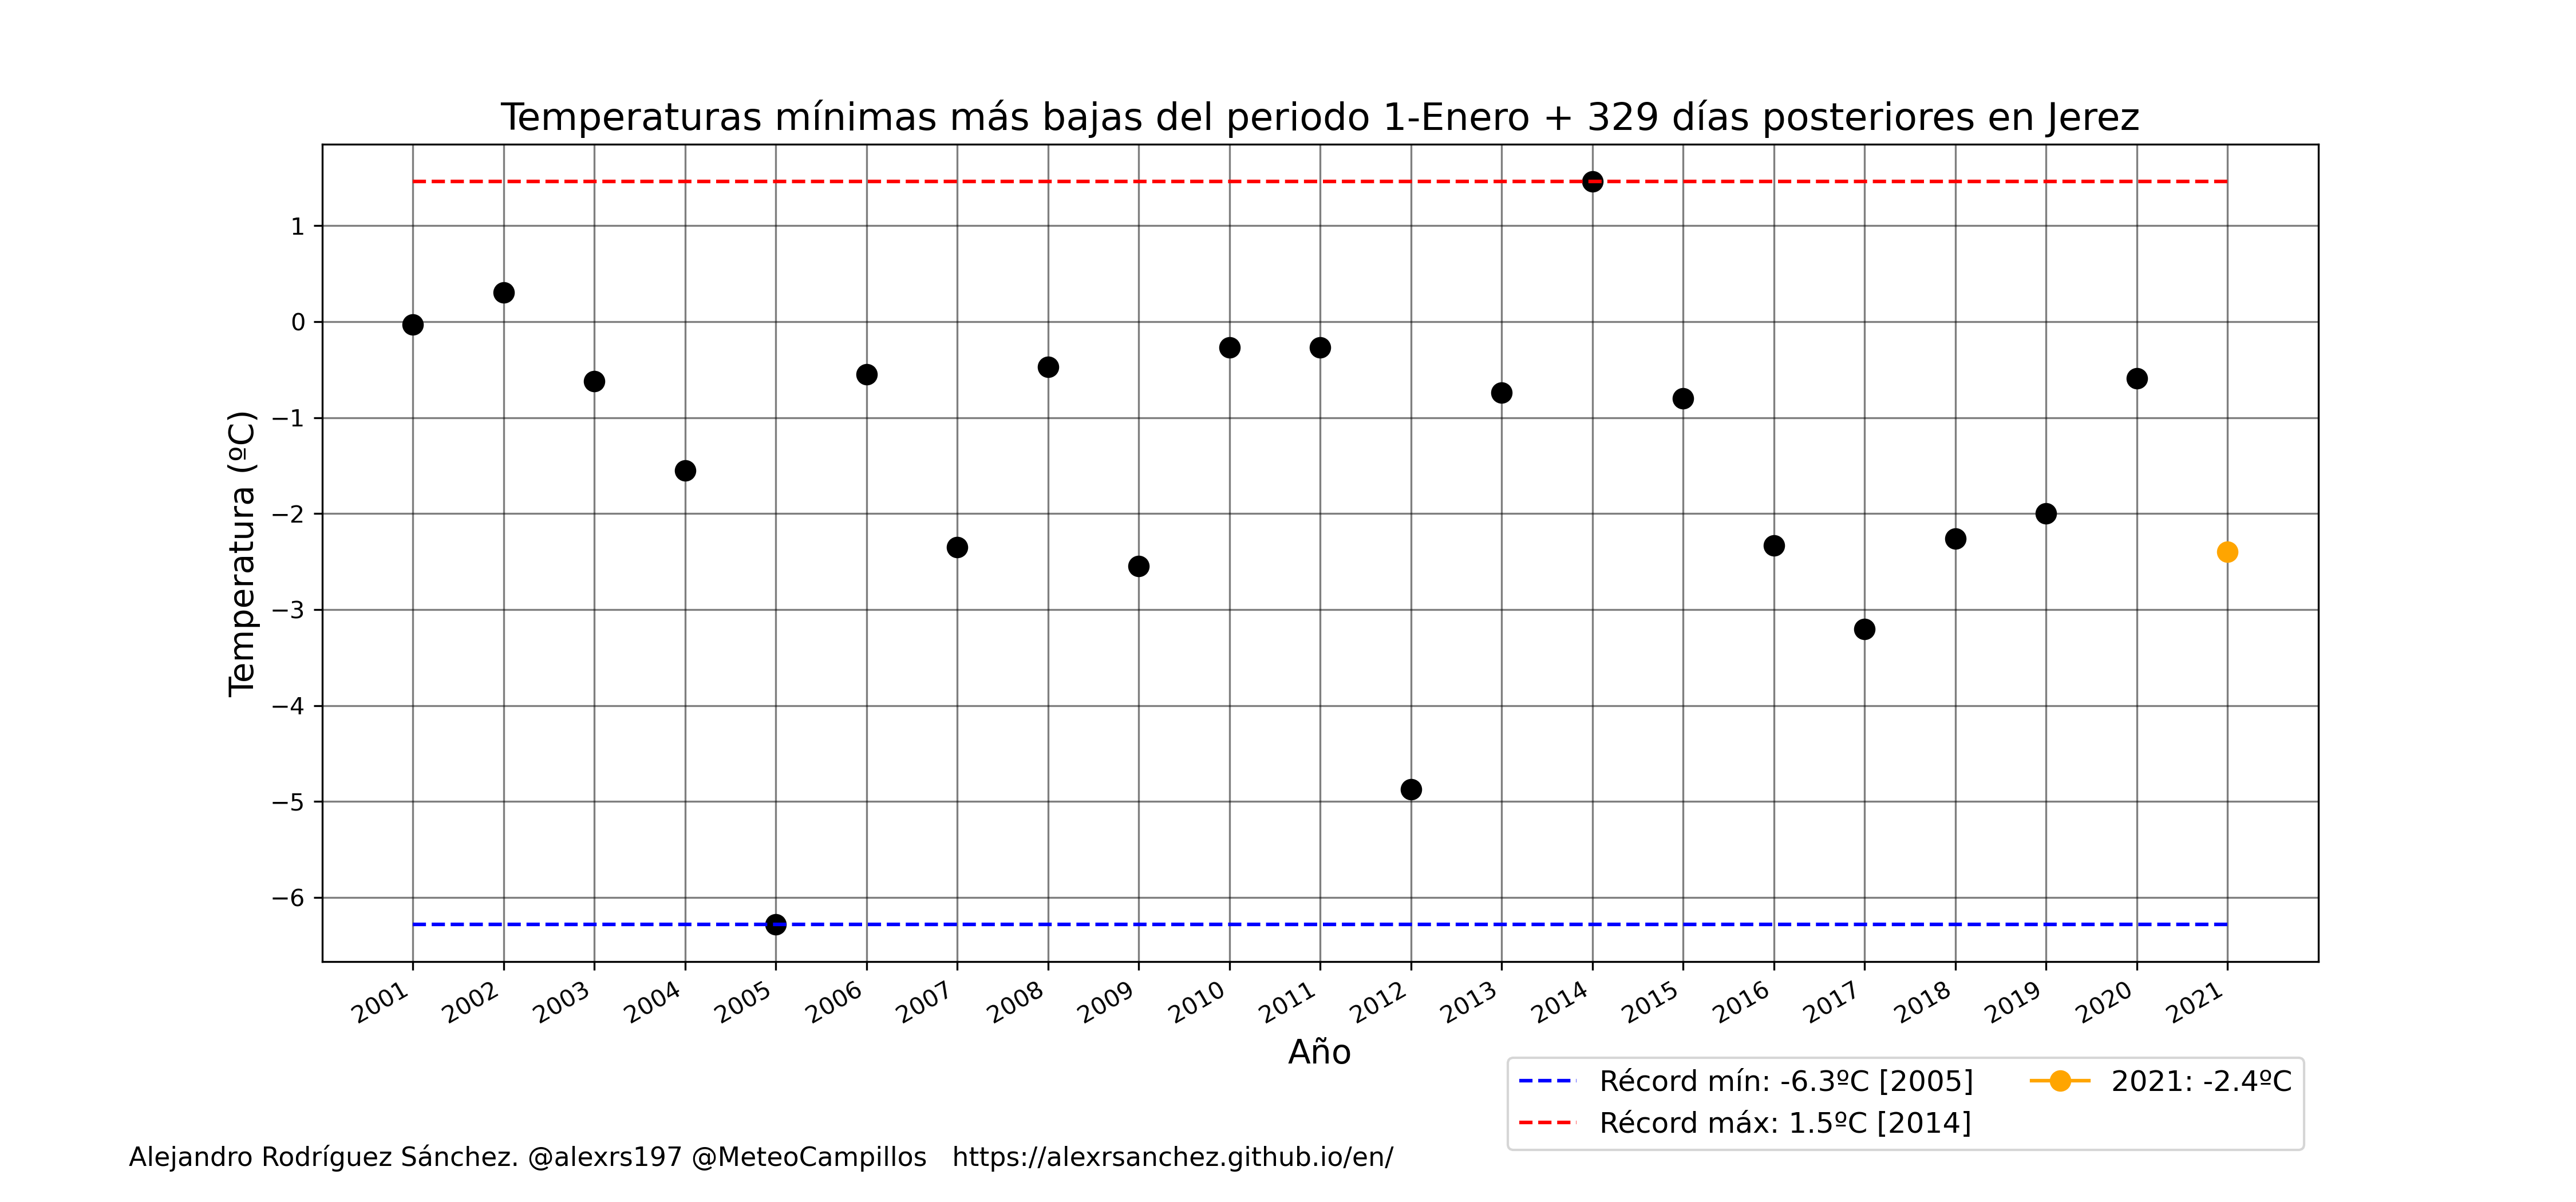 Temperaturas mínimas más bajas del periodo 1-Enero + 329 días posteriores en Jerez
Temperatura (ºC)
1
0
−1
−2
−3
−4
−5
−6
2001 2002 2003 2004 2005 2006 2007 2008 2009 2010 2011 2012 2013 2014 2015 2016 2017 2018 2019 2020 2021
Año
Récord mín: -6.3ºC [2005]
Récord máx: 1.5ºC [2014]
2021: -2.4ºC
Alejandro Rodríguez Sánchez. @alexrs197 @MeteoCampillos   https://alexrsanchez.github.io/en/